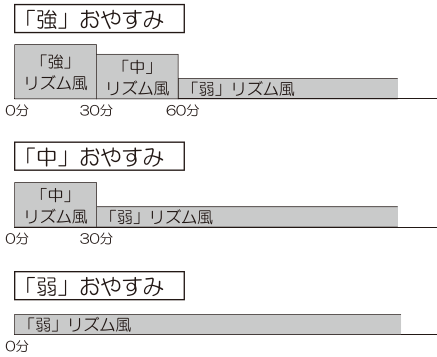 「強」おやすみ
「強」
リズム風
「中」
リズム風
「弱」リズム風
0分 30分 60分
「中」おやすみ
「中」
リズム風
「弱」リズム風
0分 30分
「弱」おやすみ
「弱」リズム風
0分